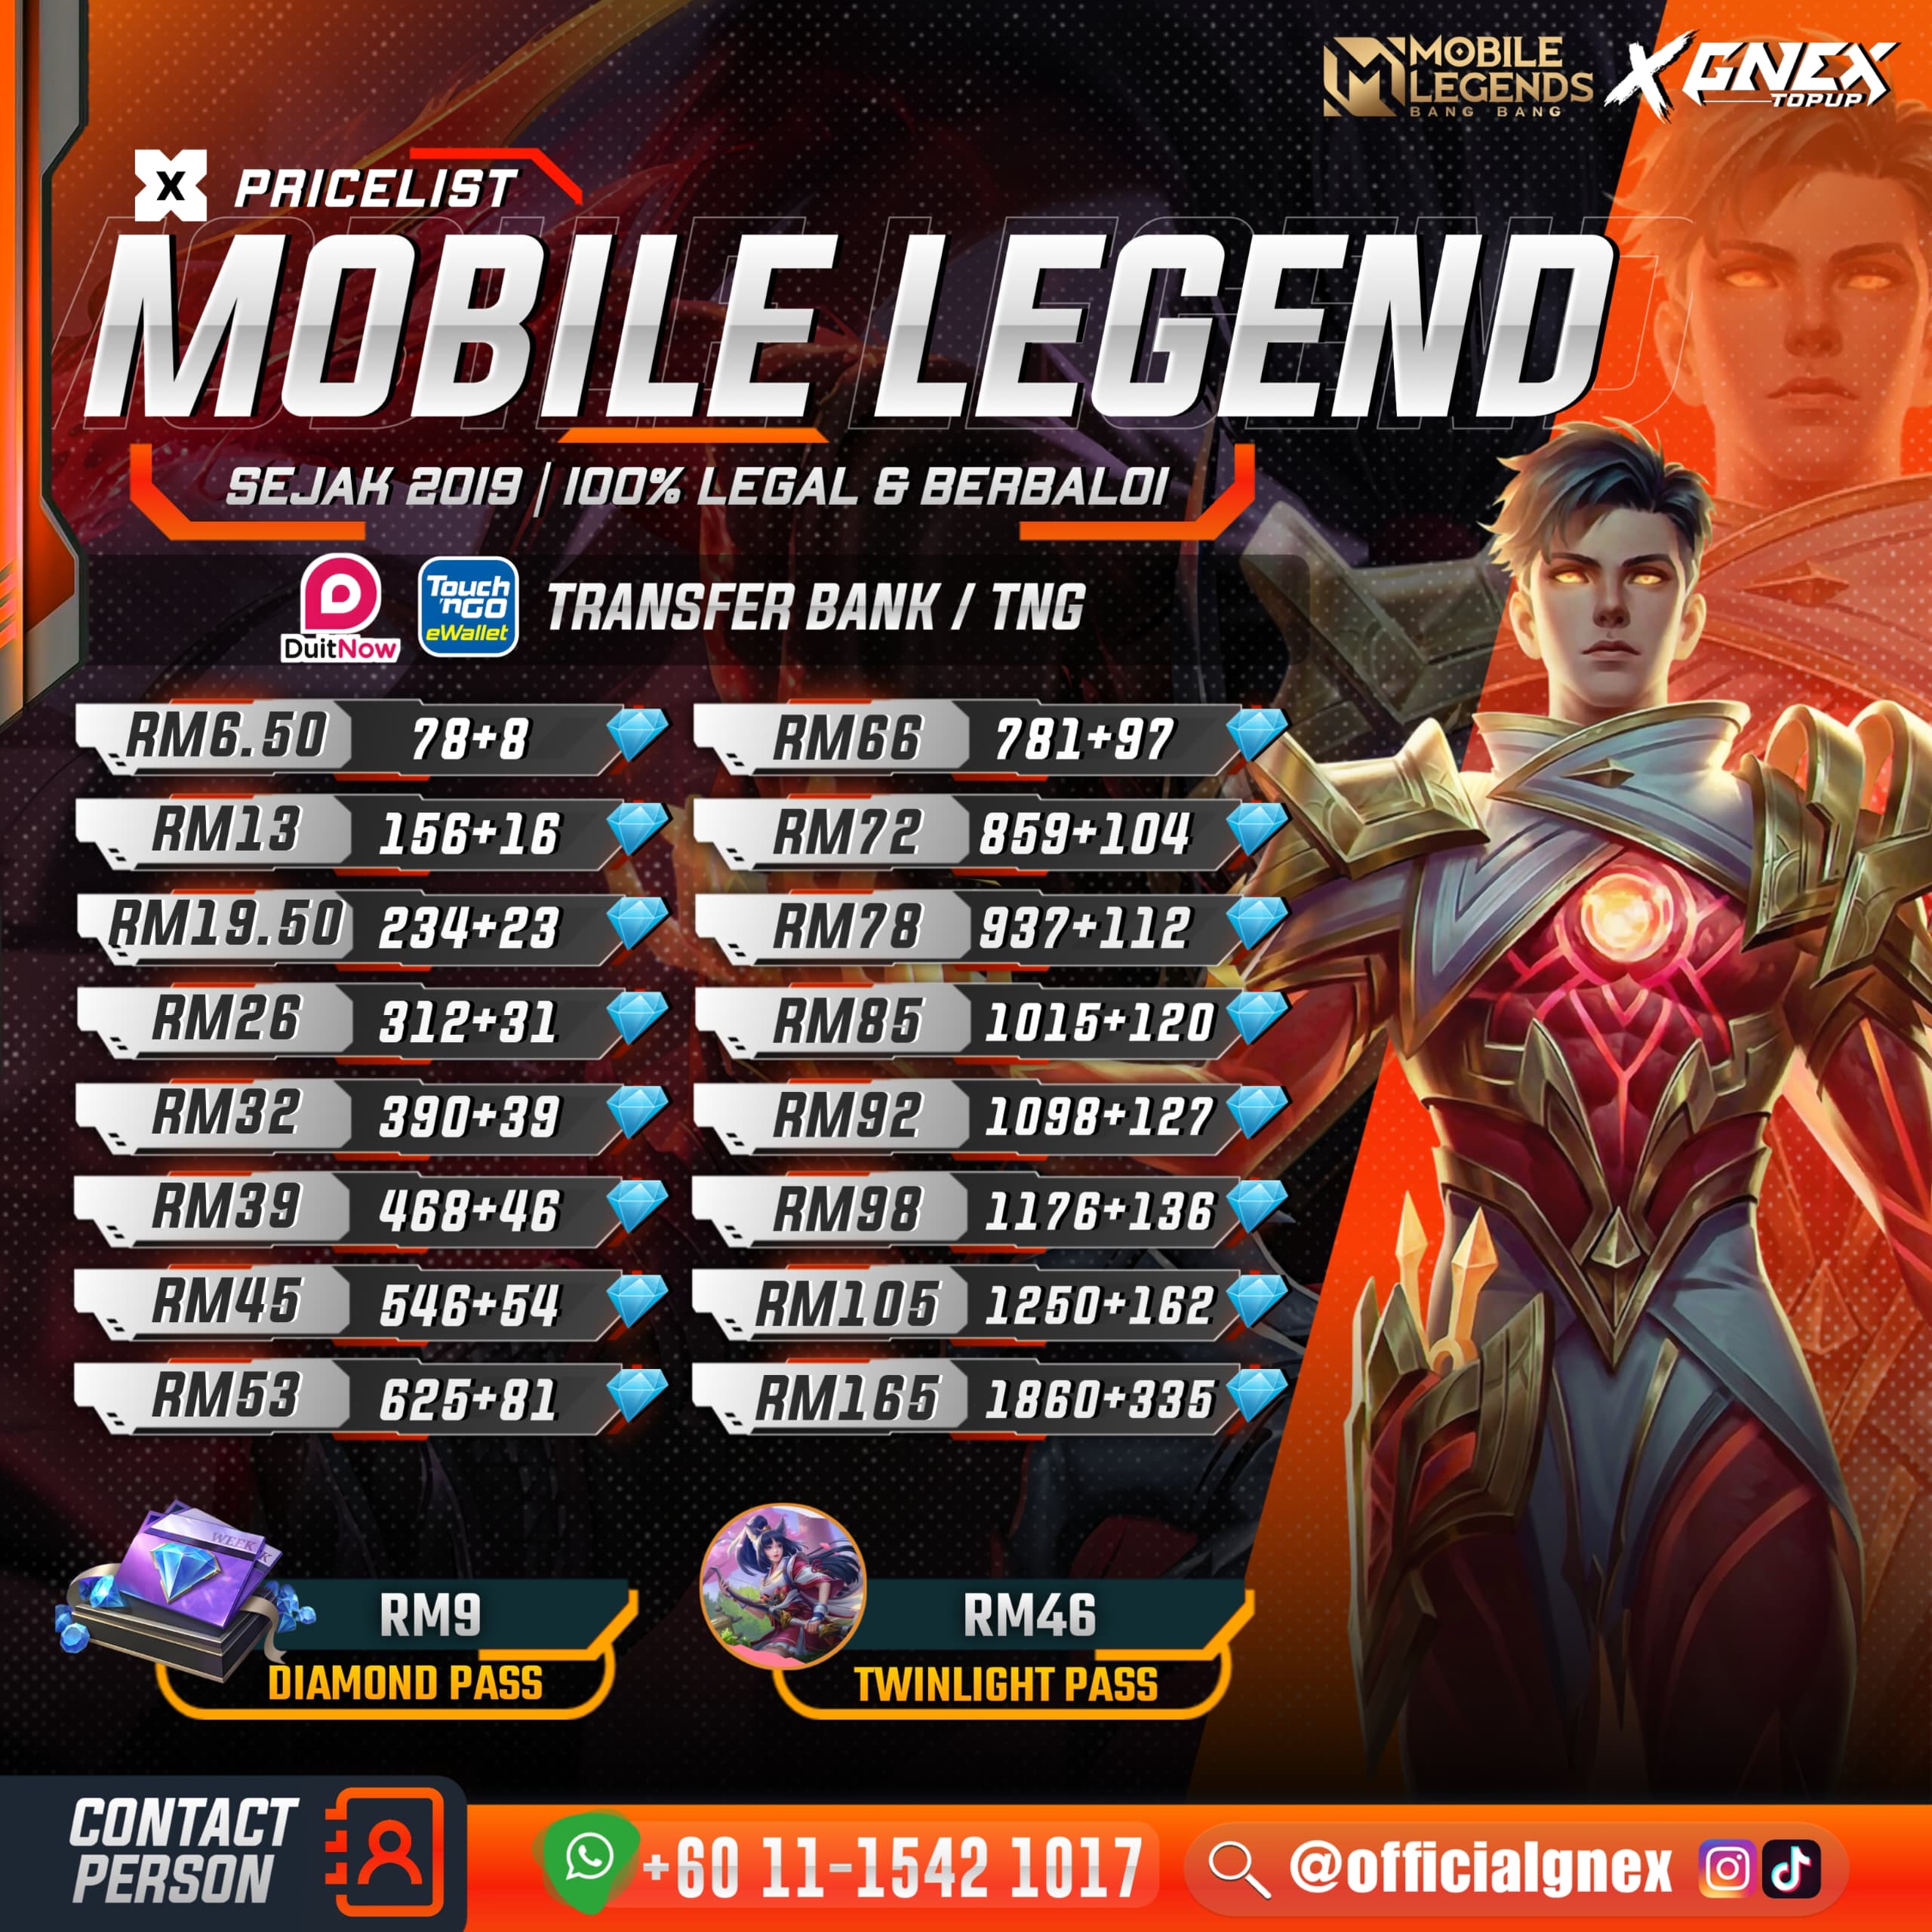 MOBILE LEGENDS BANG BANG X GNEX TOPUP
X PRICELIST
MOBILE LEGEND
SEJAK 2019 | 100% LEGAL & BERBALOI
DuitNow
Touch 'nGO eWallet
TRANSFER BANK / TNG
RM6.50 78+8
RM13 156+16
RM19.50 234+23
RM26 312+31
RM32 390+39
RM39 468+46
RM45 546+54
RM53 625+81
RM66 781+97
RM72 859+104
RM78 937+112
RM85 1015+120
RM92 1098+127
RM98 1176+136
RM105 1250+162
RM165 1860+335
WEEK
RM9
DIAMOND PASS
RM46
TWINLIGHT PASS
CONTACT
PERSON
+60 11-1542 1017
@officialgnex